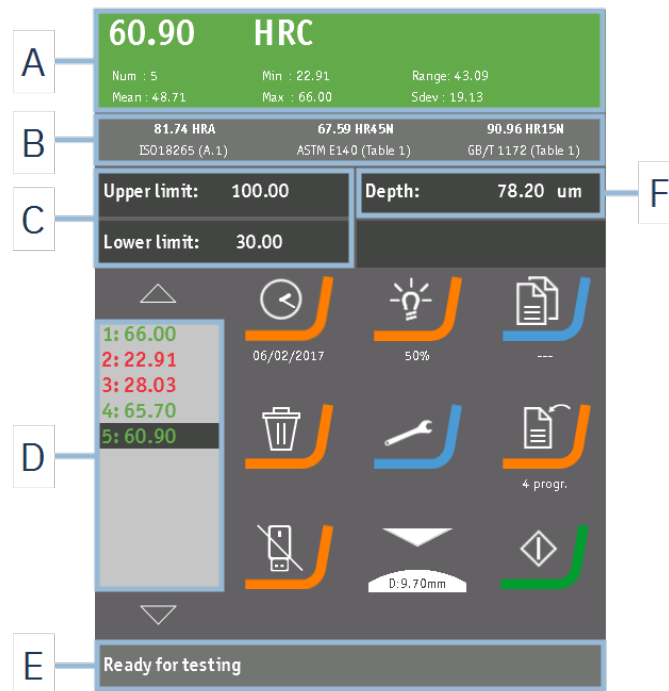 A
60.90 HRC
Num : 5 Min : 22.91 Range: 43.09
Mean : 48.71 Max : 66.00 Sdev : 19.13
B
81.74 HRA 67.59 HR45N 90.96 HR15N
ISO18265 (A.1) ASTM E140 (Table 1) GB/T 1172 (Table 1)
C
Upper limit: 100.00
Lower limit: 30.00
Depth: 78.20 um
F
06/02/2017 50% ---
D
1: 66.00
2: 22.91
3: 28.03
4: 65.70
5: 60.90
4 progr.
D:9.70mm
E
Ready for testing